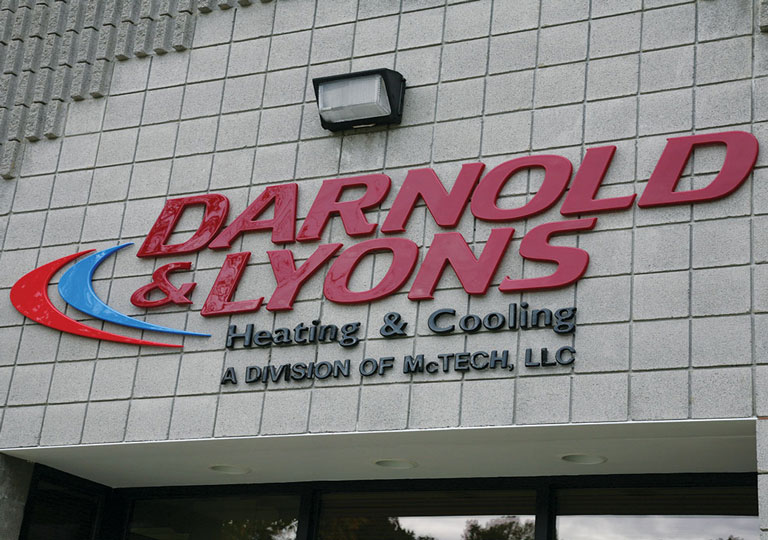 DARNOLD
& LYONS
Heating & Cooling
A DIVISION OF McTECH, LLC